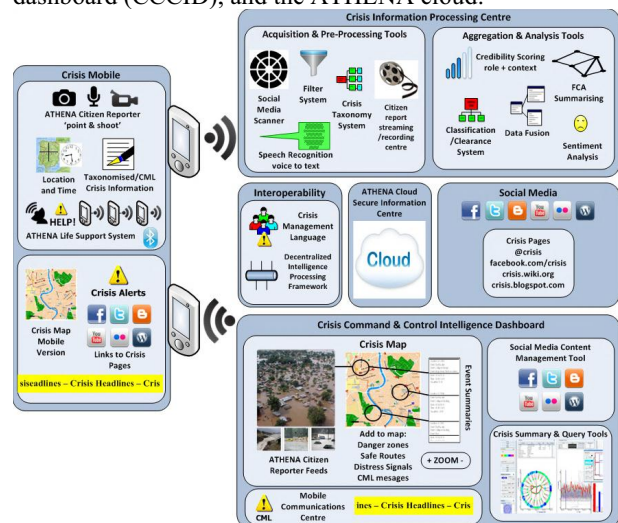 dashboard (CCCID), and the ATHENA cloud.
Crisis Information Processing Centre
Acquisition & Pre-Processing Tools
Social
Media
Scanner
Filter
System
Crisis
Taxonomy
System
Citizen
report
streaming
/recording
centre
Speech Recognition
voice to text
Aggregation & Analysis Tools
Credibility Scoring
role + context
FCA
Summarising
Classification
/Clearance
System
Data Fusion
Sentiment
Analysis
Crisis Mobile
ATHENA Citizen Reporter
'point & shoot'
Location
and Time
Taxonomised/CML
Crisis Information
HELP!
ATHENA Life Support System
Crisis Map
Mobile
Version
Crisis Alerts
You
Tube
Links to Crisis
Pages
siseadlines – Crisis Headlines – Cris
Interoperability
Crisis
Management
Language
Decentralized
Intelligence
Processing
Framework
ATHENA Cloud
Secure Information
Centre
Cloud
Social Media
You
Tube
Crisis Pages
@crisis
facebook.com/crisis
crisis.wiki.org
crisis.blogspot.com
Crisis Command & Control Intelligence Dashboard
Crisis Map
ATHENA Citizen
Reporter Feeds
Add to map:
Danger zones
Safe Routes
Distress Signals
CML mesages
Event Summaries
+ ZOOM -
CML
Mobile
Communications
Centre
ines – Crisis Headlines – Cris
Social Media Content
Management Tool
You
Tube
Crisis Summary & Query Tools